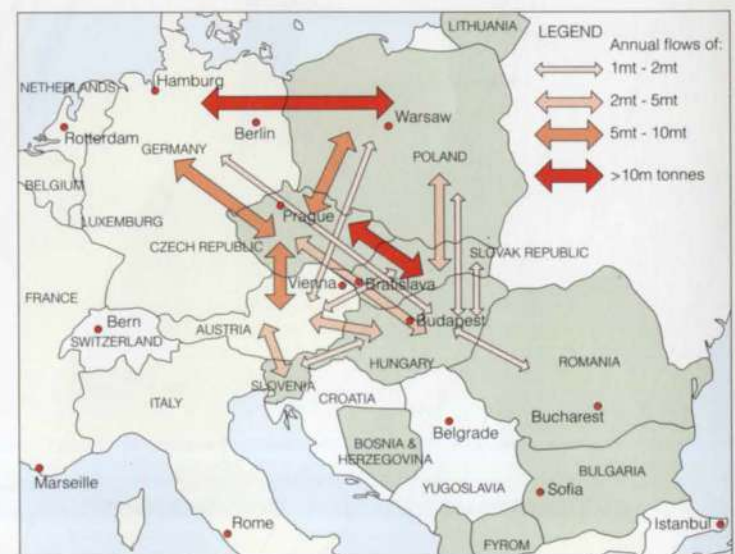 LITHUANIA
LEGEND
Annual flows of:
1mt - 2mt
2mt - 5mt
5mt - 10mt
>10m tonnes
NETHERLANDS
Hamburg
Rotterdam
Berlin
Warsaw
GERMANY
POLAND
BELGIUM
LUXEMBURG
Prague
CZECH REPUBLIC
SLOVAK REPUBLIC
FRANCE
Vienna
Bratislava
Bern
SWITZERLAND
AUSTRIA
Budapest
HUNGARY
ROMANIA
SLOVENIA
CROATIA
ITALY
Bucharest
Belgrade
BOSNIA &
HERZEGOVINA
BULGARIA
Marseille
YUGOSLAVIA
Sofia
Rome
Istanbul
FYROM